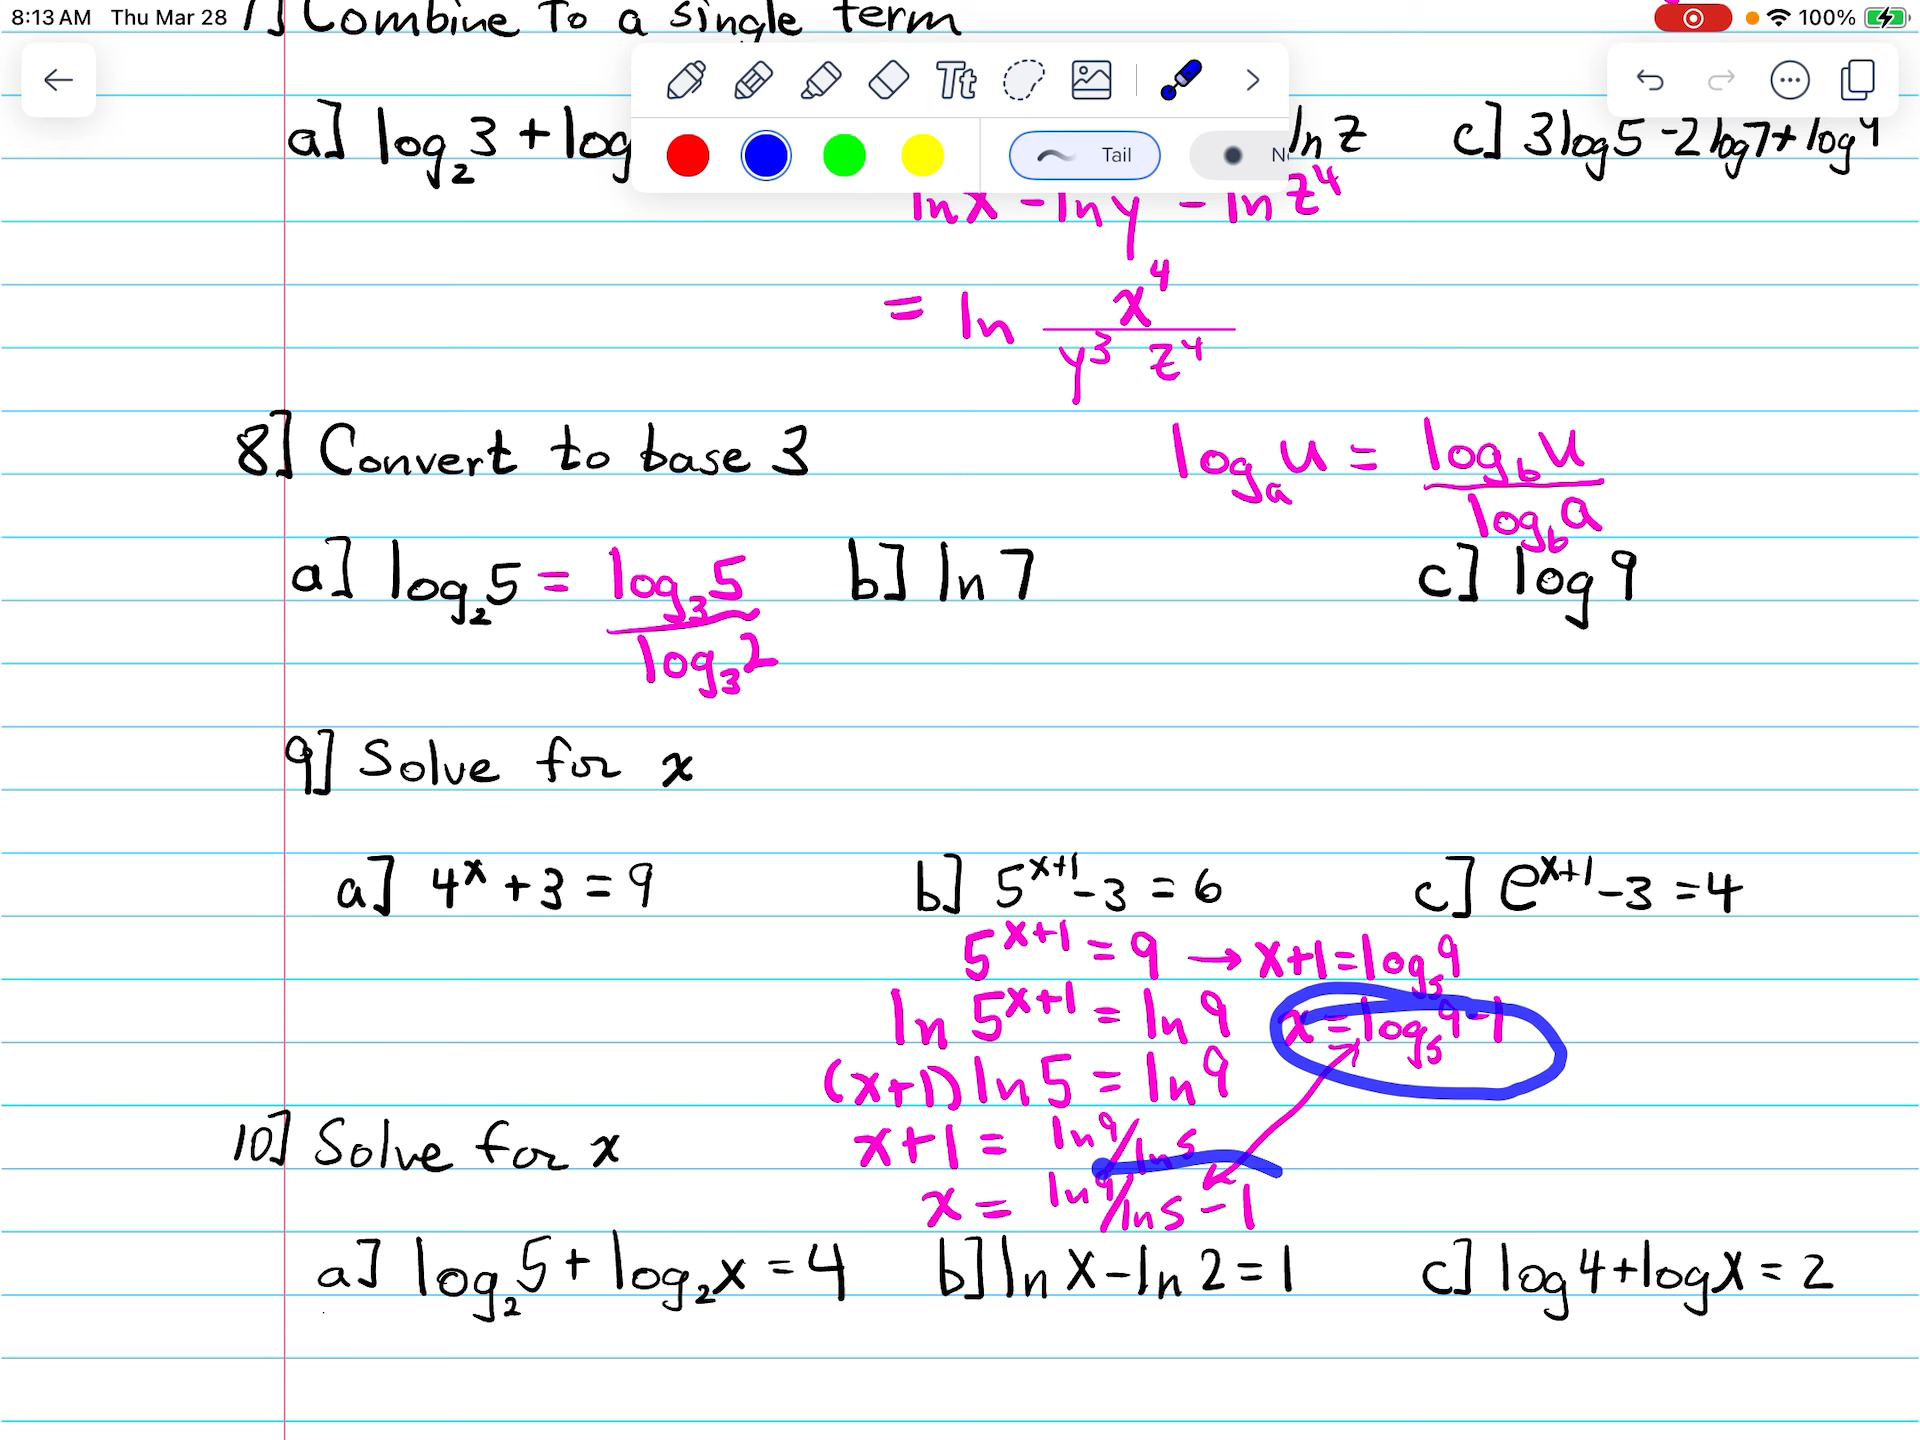 8:13 AM Thu Mar 28
100%
7] Combine to a single term
Tt
Tail
a] log₂3 + log
ln z
c] 3log5 - 2log7 + log4
ln x - ln y - ln z⁴
= ln x⁴ / y³ z⁴
8] Convert to base 3
logₐu = log_b u / log_b a
a] log₂5 = log₃5 / log₃2
b] ln 7
c] log 9
9] Solve for x
a] 4ˣ + 3 = 9
b] 5ˣ⁺¹ - 3 = 6
c] eˣ⁺¹ - 3 = 4
5ˣ⁺¹ = 9 → x+1 = log₅9
ln 5ˣ⁺¹ = ln 9
x = log₅9 - 1
(x+1) ln 5 = ln 9
x+1 = ln9/ln5
x = ln9/ln5 - 1
10] Solve for x
a] log₂5 + log₂x = 4
b] ln x - ln 2 = 1
c] log 4 + log x = 2